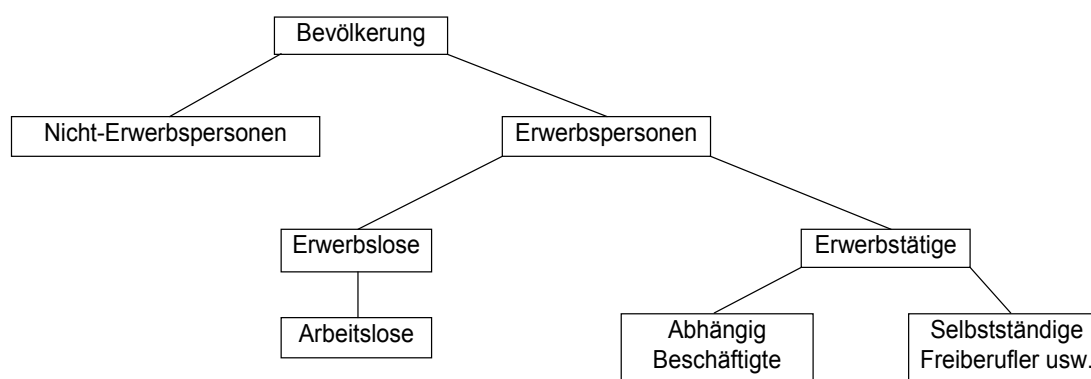 Bevölkerung
Nicht-Erwerbspersonen
Erwerbspersonen
Erwerbslose
Erwerbstätige
Arbeitslose
Abhängig
Beschäftigte
Selbstständige
Freiberufler usw.